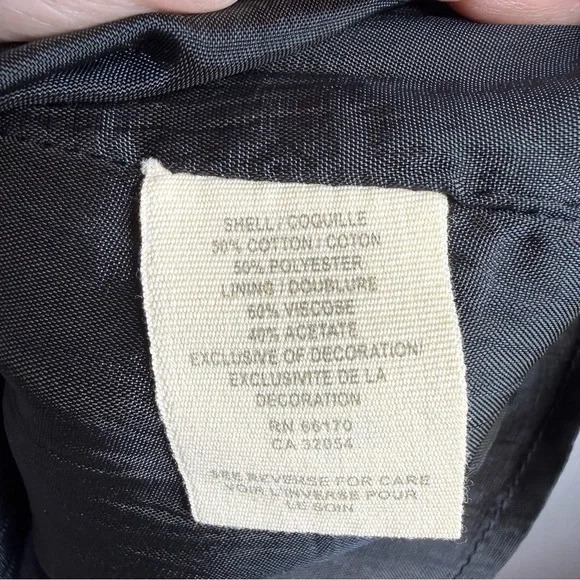 SHELL / COQUILLE
50% COTTON / COTON
50% POLYESTER
LINING / DOUBLURE
60% VISCOSE
40% ACETATE
EXCLUSIVE OF DECORATION/
EXCLUSIVITE DE LA
DECORATION
RN 66170
CA 32054
SEE REVERSE FOR CARE
VOIR L'INVERSE POUR
LE SOIN